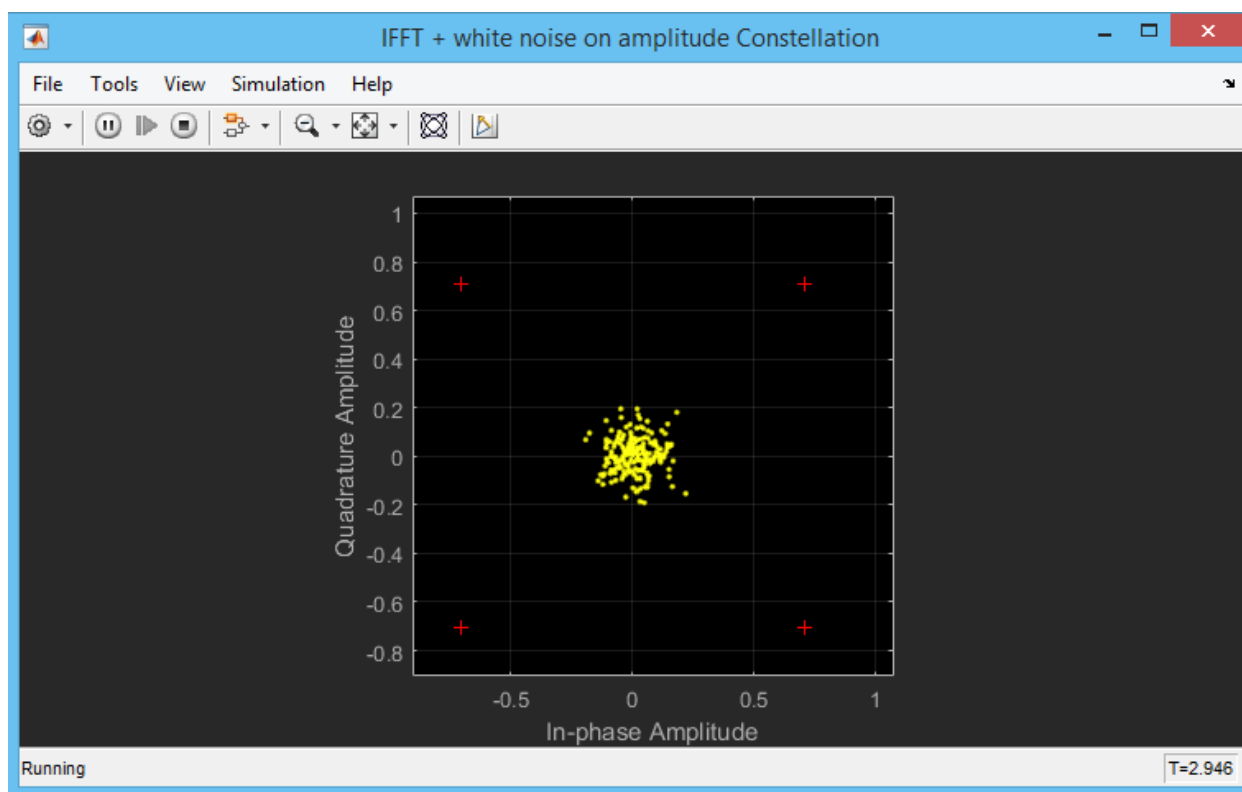 IFFT + white noise on amplitude Constellation
File Tools View Simulation Help
1
0.8
0.6
0.4
0.2
0
-0.2
-0.4
-0.6
-0.8
Quadrature Amplitude
-0.5 0 0.5 1
In-phase Amplitude
Running T=2.946